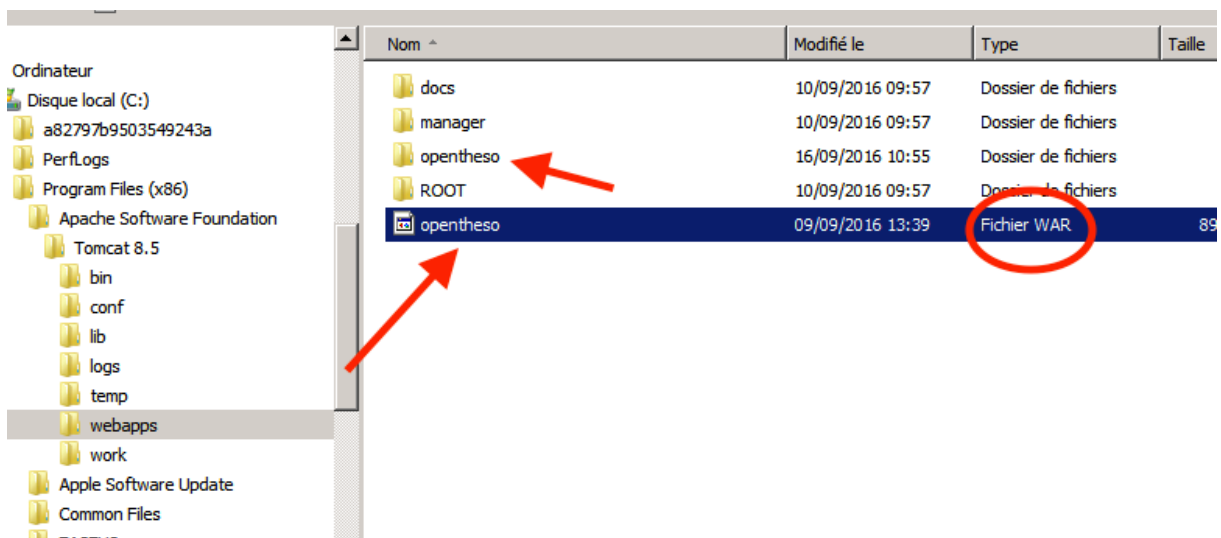 Nom Modifié le Type Taille
Ordinateur
Disque local (C:)
a82797b9503549243a
PerfLogs
Program Files (x86)
Apache Software Foundation
Tomcat 8.5
bin
conf
lib
logs
temp
webapps
work
Apple Software Update
Common Files
docs 10/09/2016 09:57 Dossier de fichiers
manager 10/09/2016 09:57 Dossier de fichiers
opentheso 16/09/2016 10:55 Dossier de fichiers
ROOT 10/09/2016 09:57 Dossier de fichiers
opentheso 09/09/2016 13:39 Fichier WAR 89